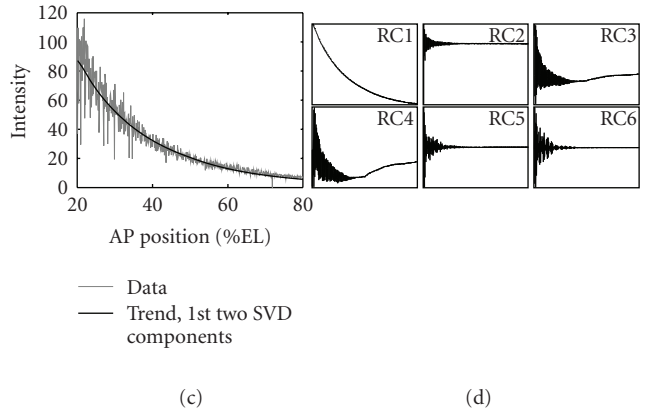 120
100
80
60
40
20
0
Intensity
20 40 60 80
AP position (%EL)
Data
Trend, 1st two SVD
components
(c)
RC1 RC2 RC3
RC4 RC5 RC6
(d)